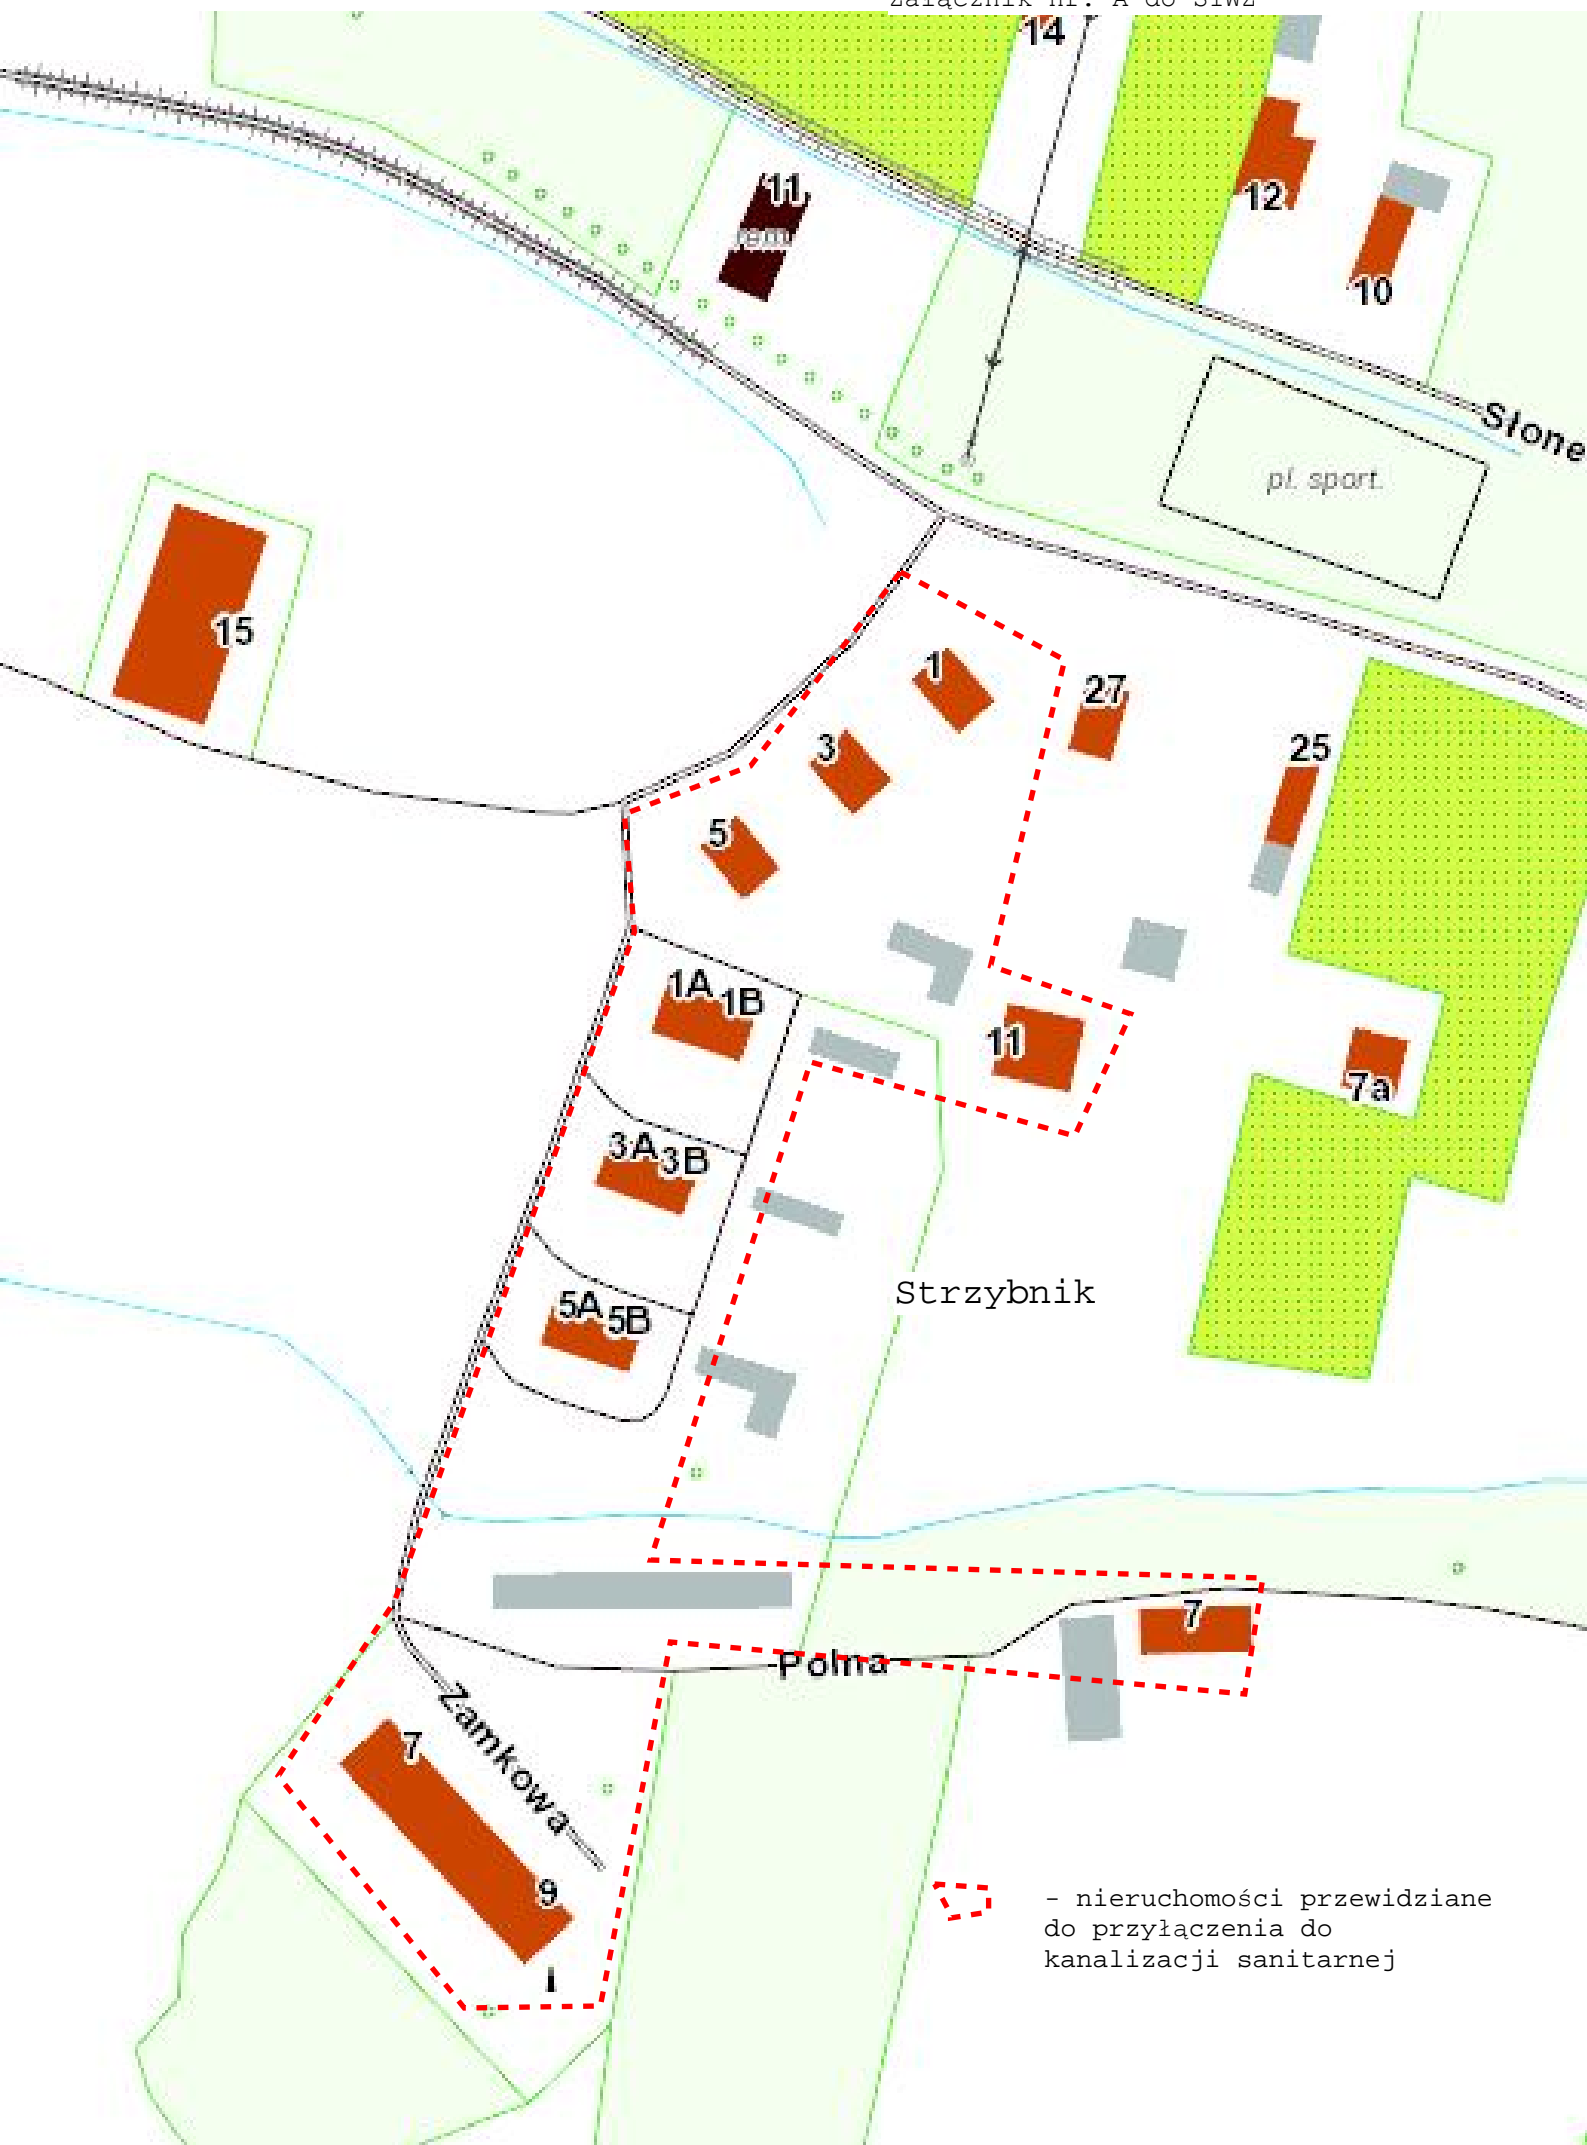 14
11
12
10
Słone
pl. sport.
15
1
27
3
25
5
1A 1B
11
7a
3A 3B
Strzybnik
5A 5B
7
Polna
Zamkowa
7
9
- nieruchomości przewidziane
do przyłączenia do
kanalizacji sanitarnej